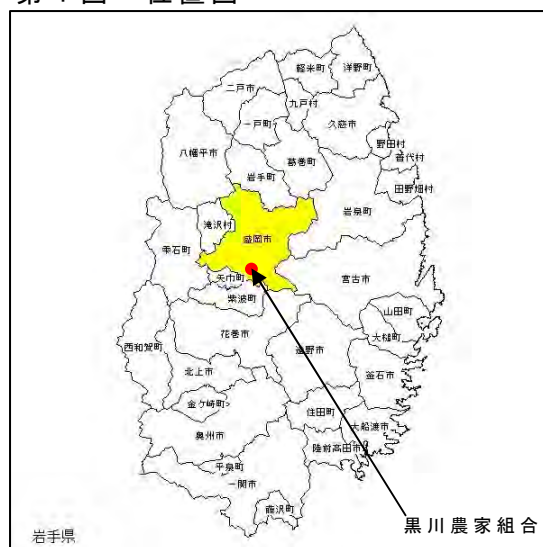 軽米町
洋野町
二戸市
九戸村
一戸町
久慈市
野田村
普代村
八幡平市
葛巻町
岩手町
田野畑村
岩泉町
滝沢村
盛岡市
雫石町
矢巾町
宮古市
紫波町
山田町
大槌町
花巻市
遠野市
西和賀町
釜石市
北上市
金ケ崎町
住田町
大船渡市
奥州市
陸前高田市
平泉町
一関市
藤沢町
岩手県
黒川農家組合